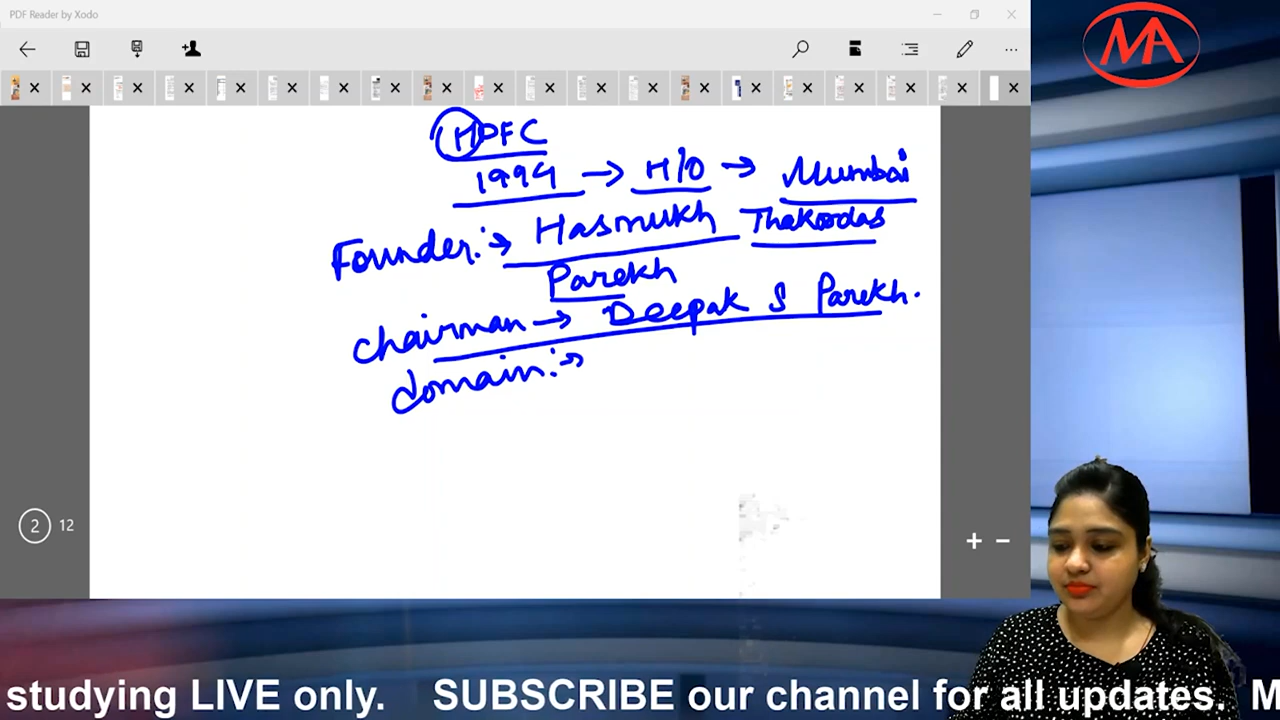 PDF Reader by Xodo
MA
HDFC
1994 → H/O → Mumbai
Founder:→ Hasmukh Thakordas
Parekh
Chairman → Deepak S Parekh.
domain:→
2 12
+ −
studying LIVE only. SUBSCRIBE our channel for all updates. M